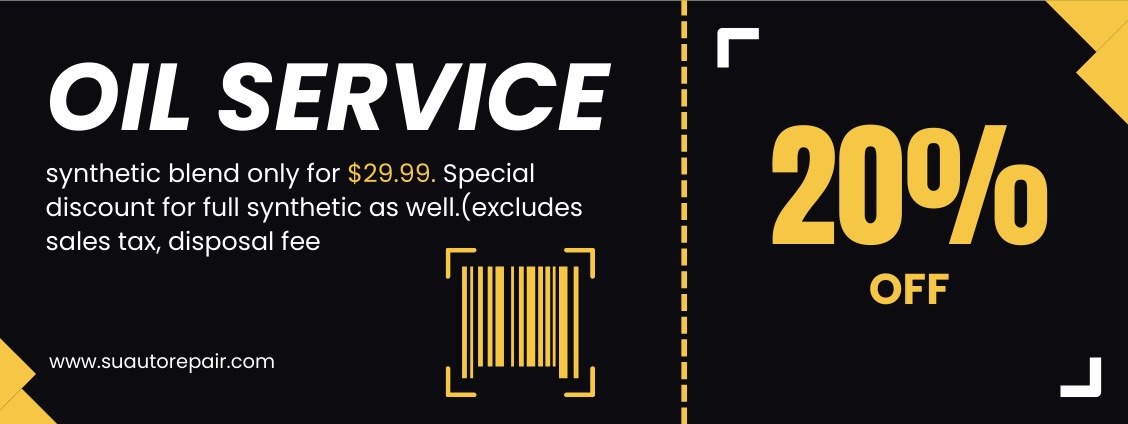 OIL SERVICE
synthetic blend only for $29.99. Special
discount for full synthetic as well.(excludes
sales tax, disposal fee
www.suautorepair.com
20%
OFF